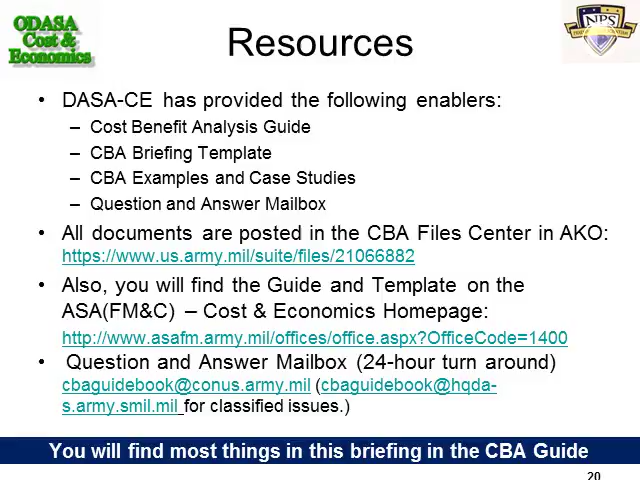 ODASA
Cost &
Economics
NPS
Resources
• DASA-CE has provided the following enablers:
– Cost Benefit Analysis Guide
– CBA Briefing Template
– CBA Examples and Case Studies
– Question and Answer Mailbox
• All documents are posted in the CBA Files Center in AKO:
https://www.us.army.mil/suite/files/21066882
• Also, you will find the Guide and Template on the
ASA(FM&C) – Cost & Economics Homepage:
http://www.asafm.army.mil/offices/office.aspx?OfficeCode=1400
• Question and Answer Mailbox (24-hour turn around)
cbaguidebook@conus.army.mil (cbaguidebook@hqda-
s.army.smil.mil for classified issues.)
You will find most things in this briefing in the CBA Guide
20